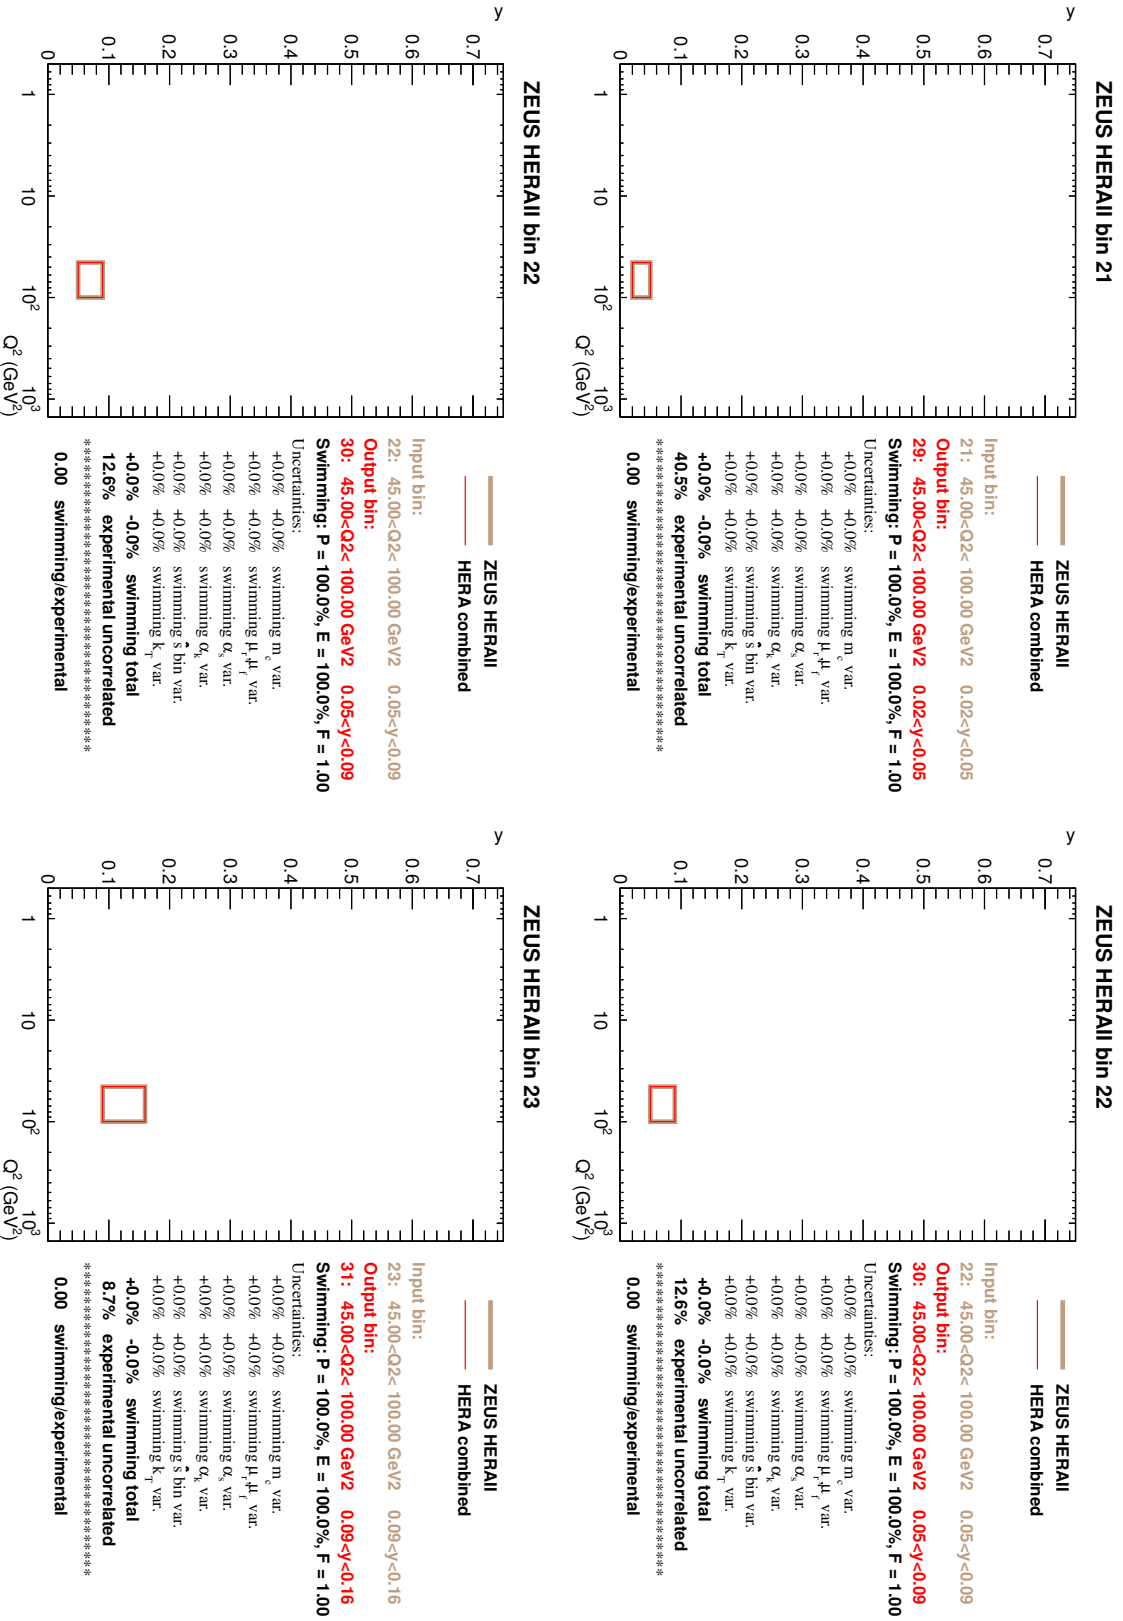 ZEUS HERAII bin 21
y
0.7
0.6
0.5
0.4
0.3
0.2
0.1
0
1 10 10² 10³
Q² (GeV²)
ZEUS HERAII
HERA combined
Input bin:
21: 45.00<Q2< 100.00 GeV2 0.02<y<0.05
Output bin:
29: 45.00<Q2< 100.00 GeV2 0.02<y<0.05
Swimming: P = 100.0%, E = 100.0%, F = 1.00
Uncertainties:
+0.0% +0.0% swimming m_c var.
+0.0% +0.0% swimming μ_r,μ_f var.
+0.0% +0.0% swimming α_s var.
+0.0% +0.0% swimming α_k var.
+0.0% +0.0% swimming ŝ bin var.
+0.0% +0.0% swimming k_T var.
+0.0% -0.0% swimming total
40.5% experimental uncorrelated
******************************
0.00 swimming/experimental
ZEUS HERAII bin 22
y
0.7
0.6
0.5
0.4
0.3
0.2
0.1
0
1 10 10² 10³
Q² (GeV²)
ZEUS HERAII
HERA combined
Input bin:
22: 45.00<Q2< 100.00 GeV2 0.05<y<0.09
Output bin:
30: 45.00<Q2< 100.00 GeV2 0.05<y<0.09
Swimming: P = 100.0%, E = 100.0%, F = 1.00
Uncertainties:
+0.0% +0.0% swimming m_c var.
+0.0% +0.0% swimming μ_r,μ_f var.
+0.0% +0.0% swimming α_s var.
+0.0% +0.0% swimming α_k var.
+0.0% +0.0% swimming ŝ bin var.
+0.0% +0.0% swimming k_T var.
+0.0% -0.0% swimming total
12.6% experimental uncorrelated
******************************
0.00 swimming/experimental
ZEUS HERAII bin 22
y
0.7
0.6
0.5
0.4
0.3
0.2
0.1
0
1 10 10² 10³
Q² (GeV²)
ZEUS HERAII
HERA combined
Input bin:
22: 45.00<Q2< 100.00 GeV2 0.05<y<0.09
Output bin:
30: 45.00<Q2< 100.00 GeV2 0.05<y<0.09
Swimming: P = 100.0%, E = 100.0%, F = 1.00
Uncertainties:
+0.0% +0.0% swimming m_c var.
+0.0% +0.0% swimming μ_r,μ_f var.
+0.0% +0.0% swimming α_s var.
+0.0% +0.0% swimming α_k var.
+0.0% +0.0% swimming ŝ bin var.
+0.0% +0.0% swimming k_T var.
+0.0% -0.0% swimming total
12.6% experimental uncorrelated
******************************
0.00 swimming/experimental
ZEUS HERAII bin 23
y
0.7
0.6
0.5
0.4
0.3
0.2
0.1
0
1 10 10² 10³
Q² (GeV²)
ZEUS HERAII
HERA combined
Input bin:
23: 45.00<Q2< 100.00 GeV2 0.09<y<0.16
Output bin:
31: 45.00<Q2< 100.00 GeV2 0.09<y<0.16
Swimming: P = 100.0%, E = 100.0%, F = 1.00
Uncertainties:
+0.0% +0.0% swimming m_c var.
+0.0% +0.0% swimming μ_r,μ_f var.
+0.0% +0.0% swimming α_s var.
+0.0% +0.0% swimming α_k var.
+0.0% +0.0% swimming ŝ bin var.
+0.0% +0.0% swimming k_T var.
+0.0% -0.0% swimming total
8.7% experimental uncorrelated
******************************
0.00 swimming/experimental